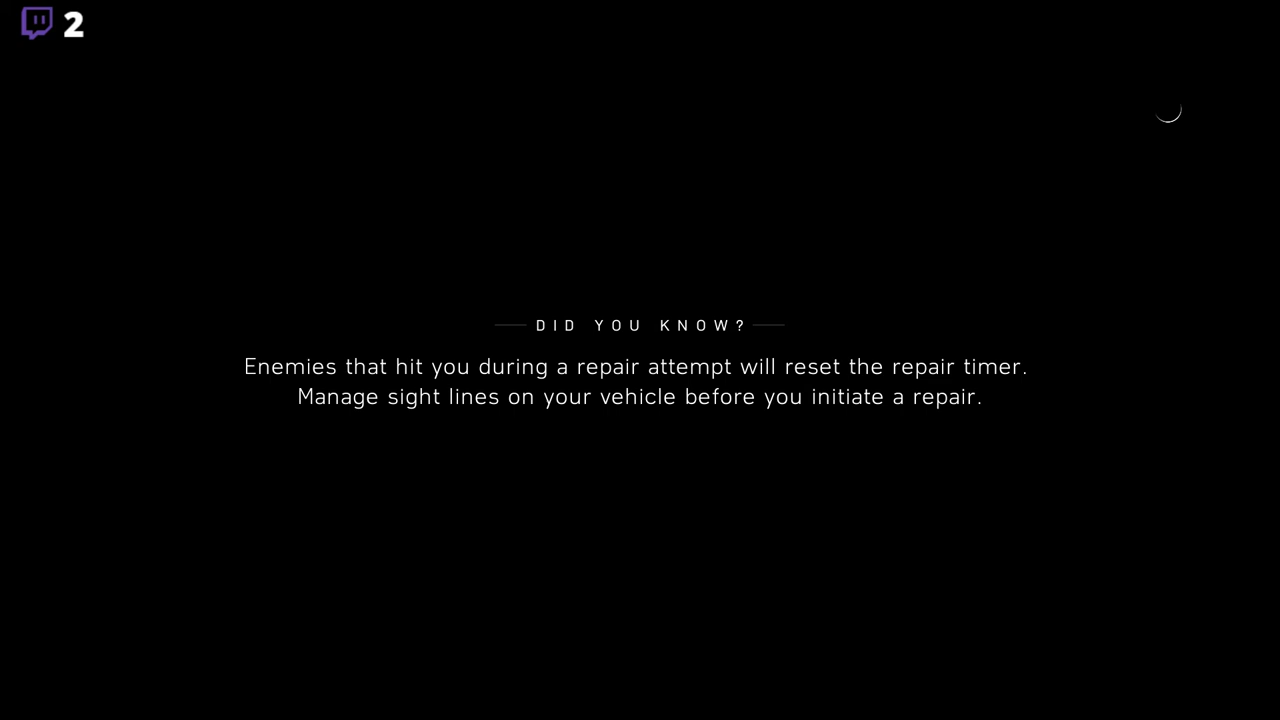 2
DID YOU KNOW?
Enemies that hit you during a repair attempt will reset the repair timer.
Manage sight lines on your vehicle before you initiate a repair.